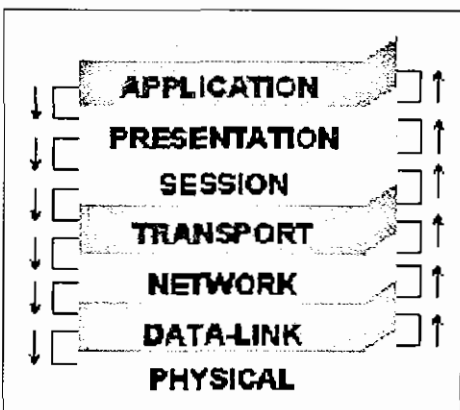 APPLICATION
PRESENTATION
SESSION
TRANSPORT
NETWORK
DATA-LINK
PHYSICAL